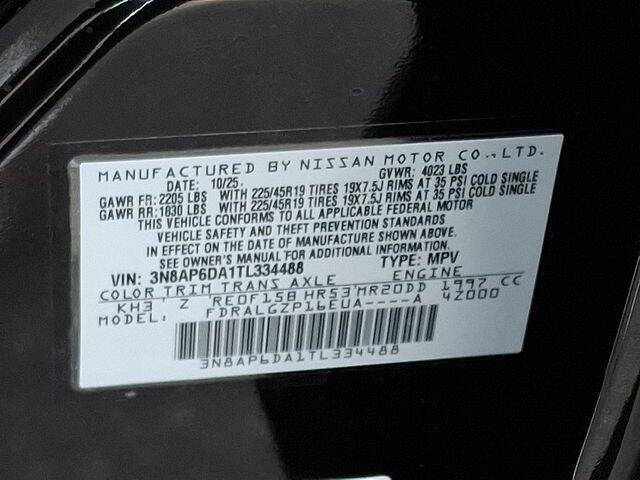 MANUFACTURED BY NISSAN MOTOR CO., LTD.
DATE: 10/25. GVWR: 4023 LBS
GAWR FR: 2205 LBS WITH 225/45R19 TIRES 19X7.5J RIMS AT 35 PSI COLD SINGLE
GAWR RR: 1830 LBS WITH 225/45R19 TIRES 19X7.5J RIMS AT 35 PSI COLD SINGLE
THIS VEHICLE CONFORMS TO ALL APPLICABLE FEDERAL MOTOR
VEHICLE SAFETY AND THEFT PREVENTION STANDARDS
IN EFFECT ON THE DATE OF MANUFACTURE SHOWN ABOVE.
SEE OWNER'S MANUAL FOR ADDITIONAL INFORMATION.
VIN: 3N8AP6DA1TL334488 TYPE: MPV
COLOR TRIM TRANS AXLE ENGINE
KH3 Z RE0F15B HR53 MR20DD 1997 CC
MODEL: FDRALGZP16EUA----A 4Z000
3N8AP6DA1TL334488